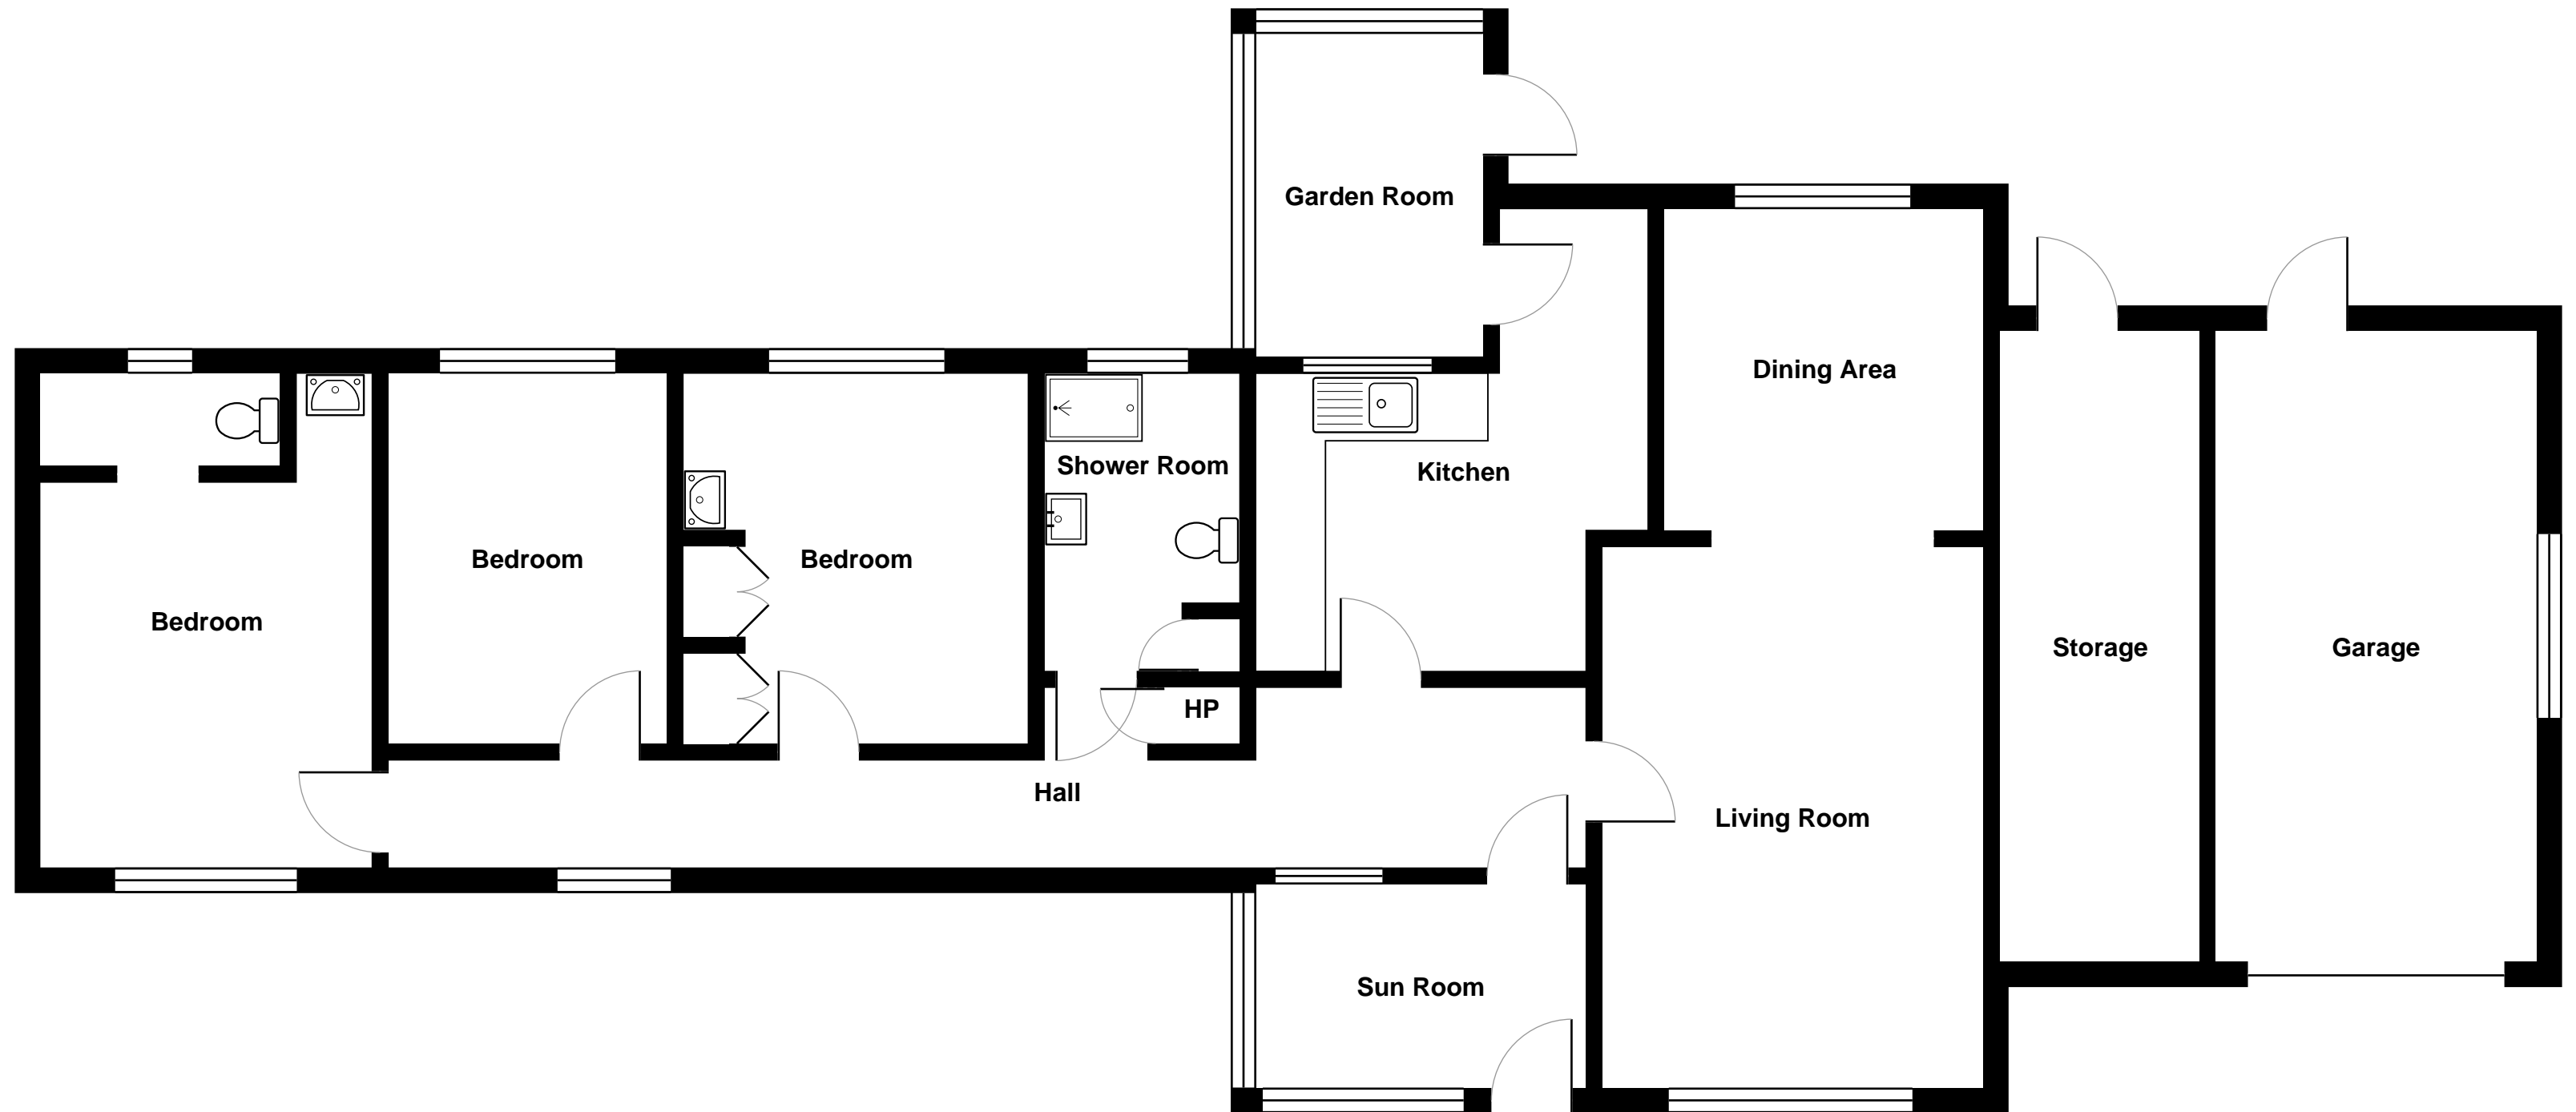 Garden Room
Dining Area
Shower Room
Kitchen
Bedroom
Bedroom
Bedroom
Storage
Garage
HP
Hall
Living Room
Sun Room